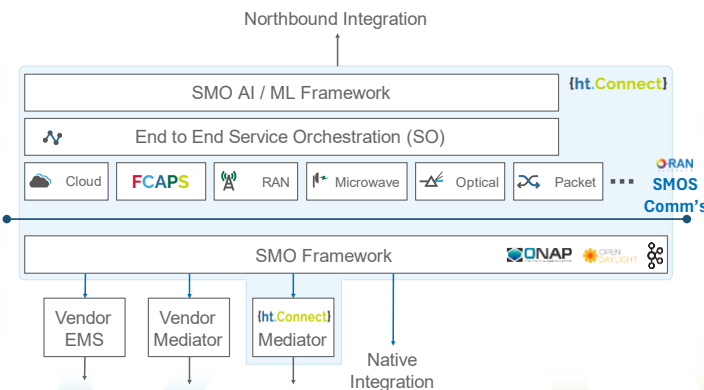 Northbound Integration
{ht.Connect}
SMO AI / ML Framework
End to End Service Orchestration (SO)
Cloud
FCAPS
RAN
Microwave
Optical
Packet
O-RAN
SMOS
Comm's
SMO Framework
ONAP
OPEN
DAYLIGHT
Vendor
EMS
Vendor
Mediator
{ht.Connect}
Mediator
Native
Integration